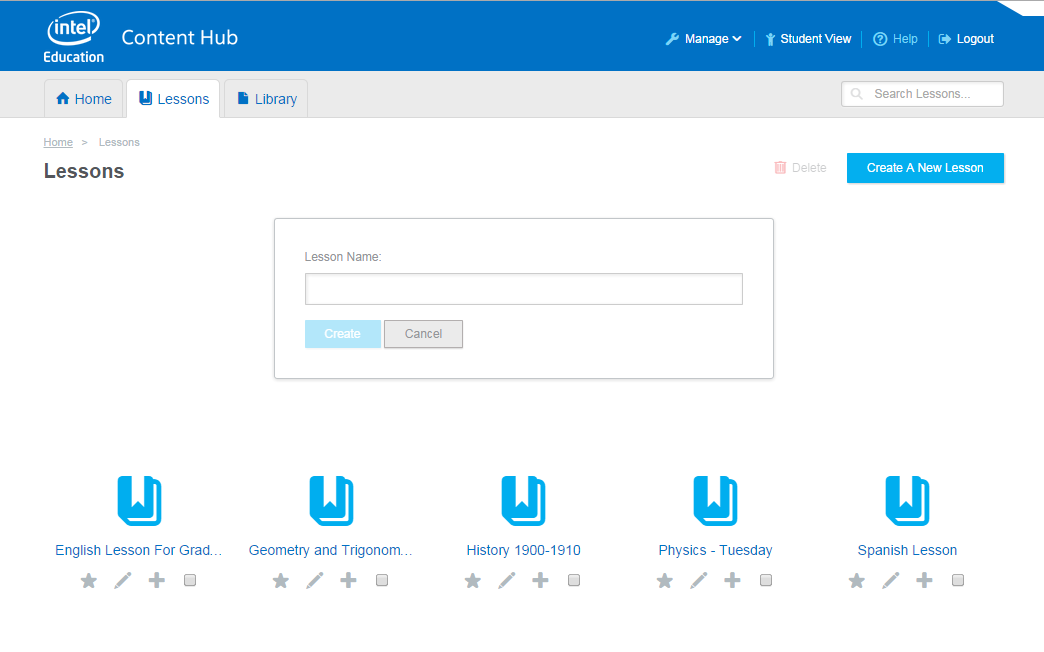 intel
Education
Content Hub
Manage
Student View
Help
Logout
Home
Lessons
Library
Search Lessons...
Home > Lessons
Lessons
Delete
Create A New Lesson
Lesson Name:
Create
Cancel
English Lesson For Grad...
Geometry and Trigonom...
History 1900-1910
Physics - Tuesday
Spanish Lesson